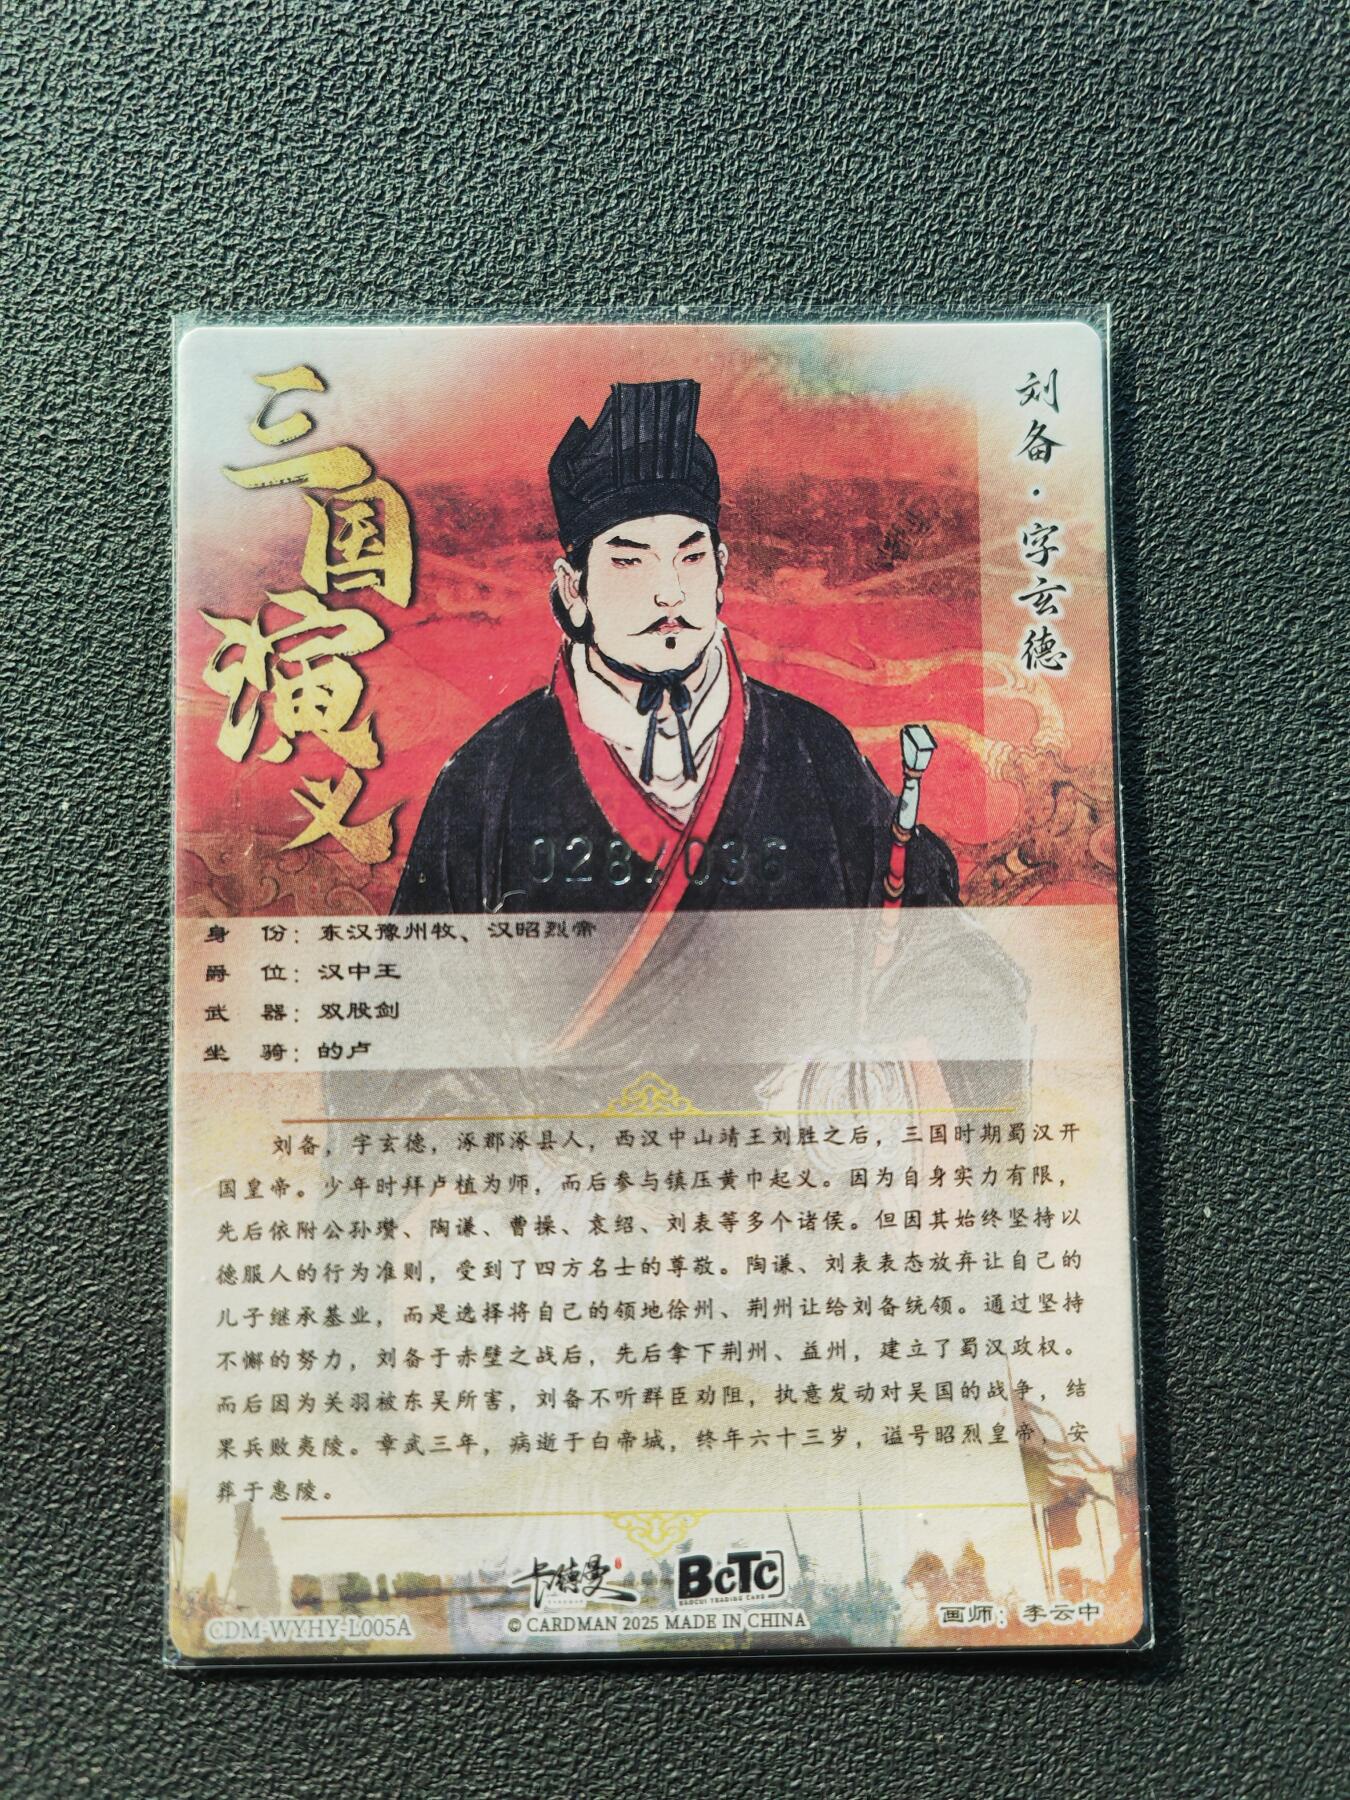 三国演义
刘备·字玄德
028/036
身 份：东汉豫州牧、汉昭烈帝
爵 位：汉中王
武 器：双股剑
坐 骑：的卢
刘备，字玄德，涿郡涿县人，西汉中山靖王刘胜之后，三国时期蜀汉开
国皇帝。少年时拜卢植为师，而后参与镇压黄巾起义。因为自身实力有限，
先后依附公孙瓒、陶谦、曹操、袁绍、刘表等多个诸侯。但因其始终坚持以
德服人的行为准则，受到了四方名士的尊敬。陶谦、刘表表态放弃让自己的
儿子继承基业，而是选择将自己的领地徐州、荆州让给刘备统领。通过坚持
不懈的努力，刘备于赤壁之战后，先后拿下荆州、益州，建立了蜀汉政权。
而后因为关羽被东吴所害，刘备不听群臣劝阻，执意发动对吴国的战争，结
果兵败夷陵。章武三年，病逝于白帝城，终年六十三岁，谥号昭烈皇帝，安
葬于惠陵。
卡德曼
CARDMAN
BCTC
BAOCUI TRADING CARD
© CARDMAN 2025 MADE IN CHINA
CDM-WYHY-L005A
画师：李云中